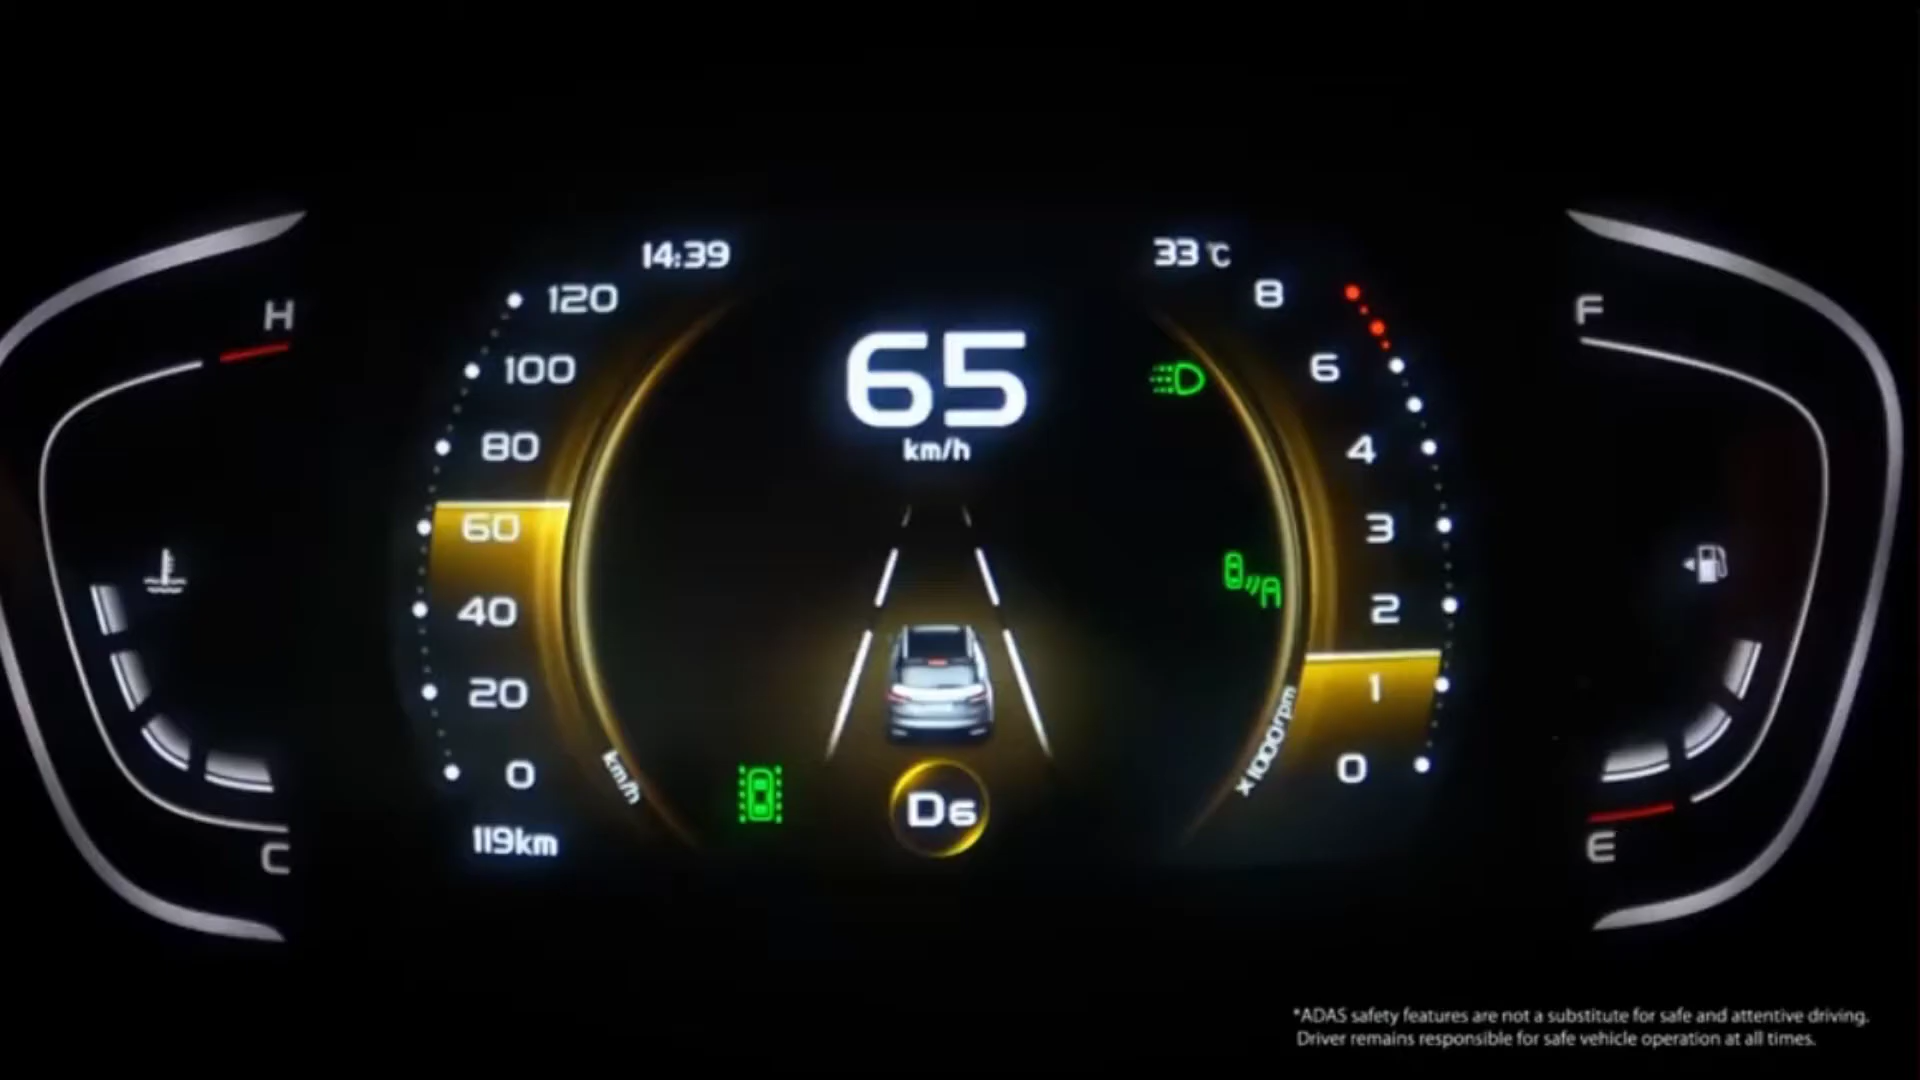 14:39
33 °C
H
120
100
80
60
40
20
0
km/h
119km
C
65
km/h
D6
8
6
4
3
2
1
0
x1000rpm
F
E
*ADAS safety features are not a substitute for safe and attentive driving.
Driver remains responsible for safe vehicle operation at all times.